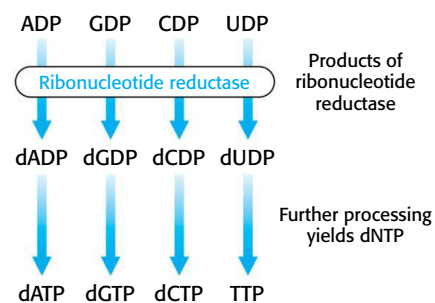 ADP GDP CDP UDP
Ribonucleotide reductase
Products of
ribonucleotide
reductase
dADP dGDP dCDP dUDP
Further processing
yields dNTP
dATP dGTP dCTP TTP